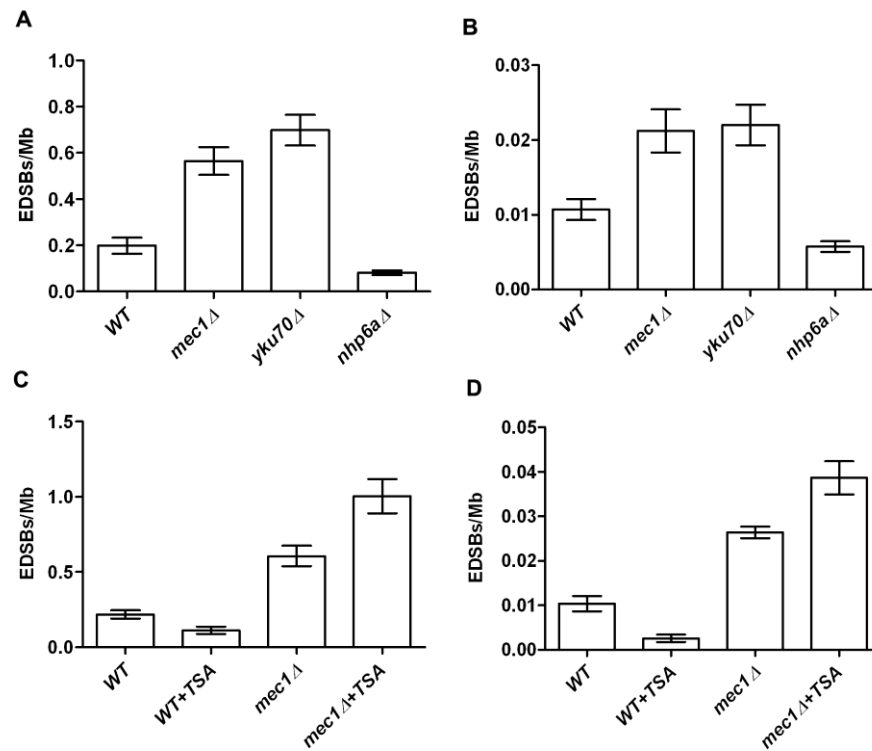 A
EDSBs/Mb
1.0
0.8
0.6
0.4
0.2
0.0
WT
mec1Δ
yku70Δ
nhp6aΔ
B
EDSBs/Mb
0.03
0.02
0.01
0.00
WT
mec1Δ
yku70Δ
nhp6aΔ
C
EDSBs/Mb
1.5
1.0
0.5
0.0
WT
WT+TSA
mec1Δ
mec1Δ+TSA
D
EDSBs/Mb
0.05
0.04
0.03
0.01
0.00
WT
WT+TSA
mec1Δ
mec1Δ+TSA